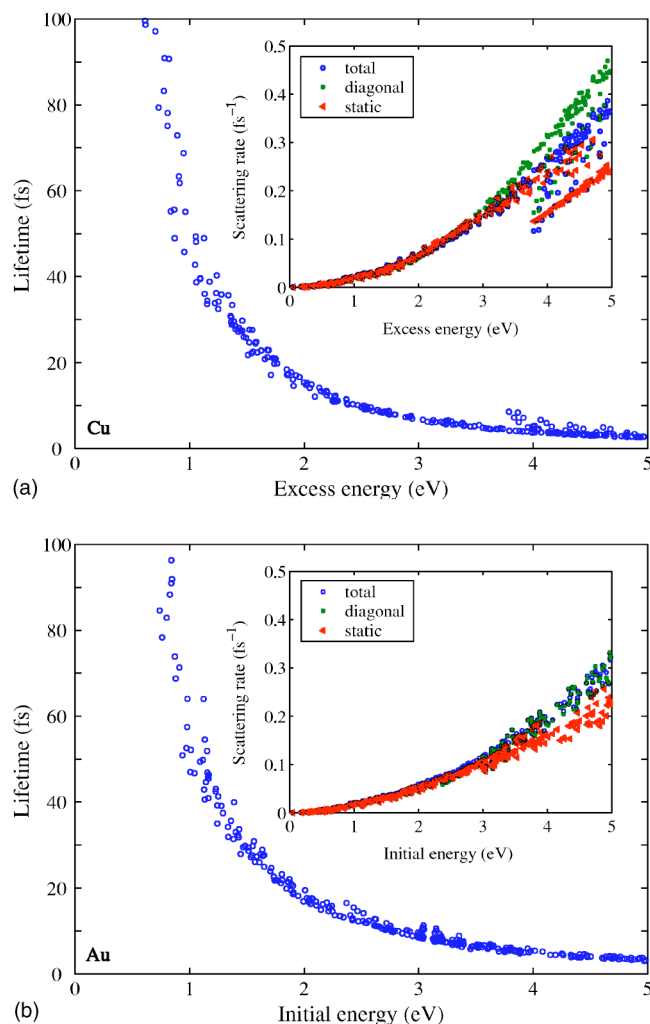 100
80
60
40
20
0
Lifetime (fs)
0.5
0.4
0.3
0.2
0.1
0
Scattering rate (fs⁻¹)
total
diagonal
static
0 1 2 3 4 5
Excess energy (eV)
Cu
0 1 2 3 4 5
(a)
Excess energy (eV)
100
80
60
40
20
0
Lifetime (fs)
0.5
0.4
0.3
0.2
0.1
0
Scattering rate (fs⁻¹)
total
diagonal
static
0 1 2 3 4 5
Initial energy (eV)
Au
0 1 2 3 4 5
(b)
Initial energy (eV)